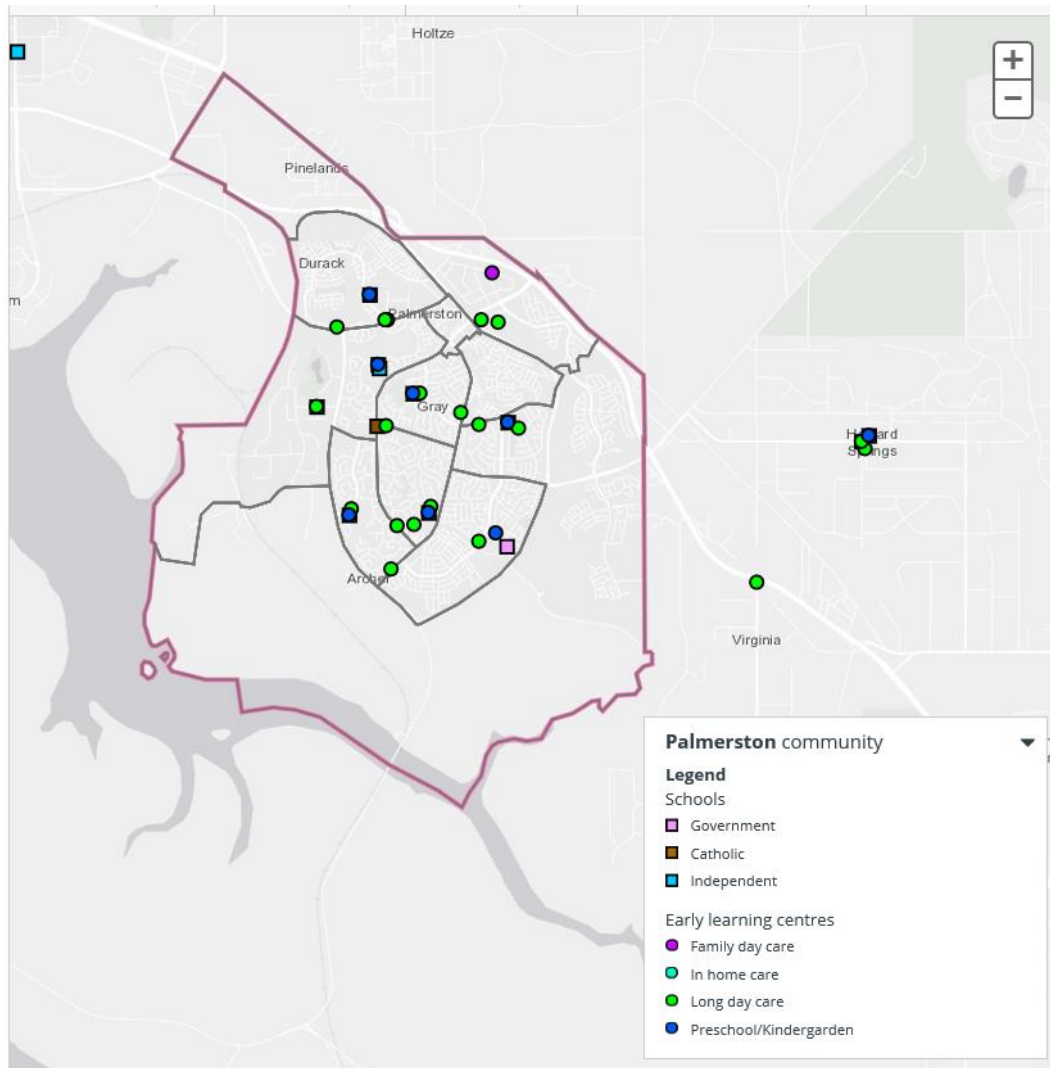 Holtze
+
−
Pinelands
Durack
m
Palmerston
Gray
Springs
Archer
Virginia
Palmerston community
Legend
Schools
Government
Catholic
Independent
Early learning centres
Family day care
In home care
Long day care
Preschool/Kindergarden